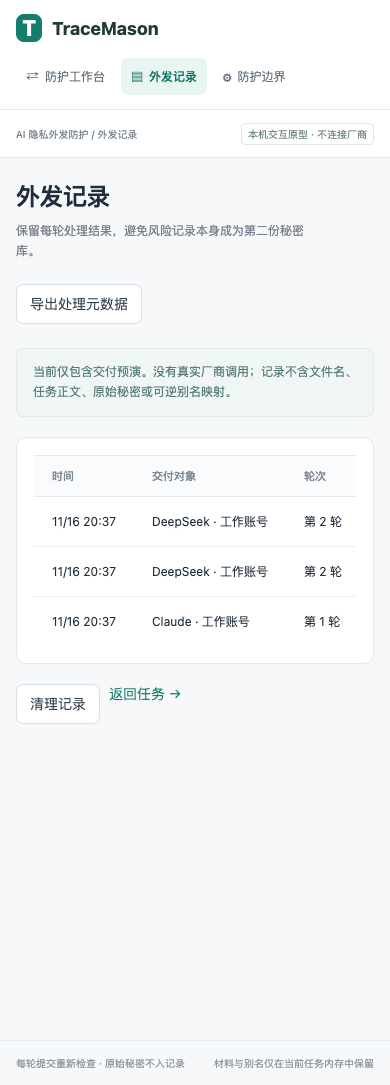 T TraceMason
防护工作台 外发记录 防护边界
AI 隐私外发防护 / 外发记录 本机交互原型 · 不连接厂商
外发记录
保留每轮处理结果，避免风险记录本身成为第二份秘密
库。
导出处理元数据
当前仅包含交付预演。没有真实厂商调用；记录不含文件名、
任务正文、原始秘密或可逆别名映射。
时间 交付对象 轮次
11/16 20:37 DeepSeek · 工作账号 第 2 轮
11/16 20:37 DeepSeek · 工作账号 第 2 轮
11/16 20:37 Claude · 工作账号 第 1 轮
清理记录 返回任务 →
每轮提交重新检查 · 原始秘密不入记录 材料与别名仅在当前任务内存中保留